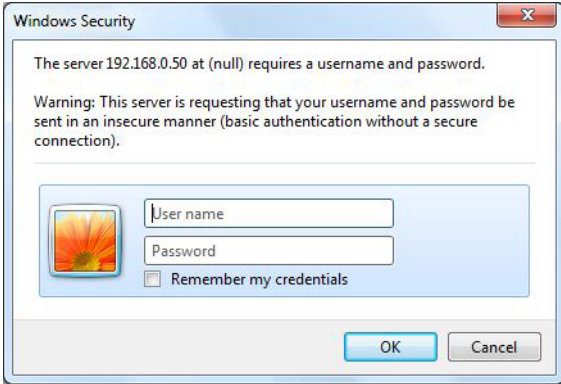 Windows Security
The server 192.168.0.50 at (null) requires a username and password.
Warning: This server is requesting that your username and password be
sent in an insecure manner (basic authentication without a secure
connection).
User name
Password
Remember my credentials
OK
Cancel